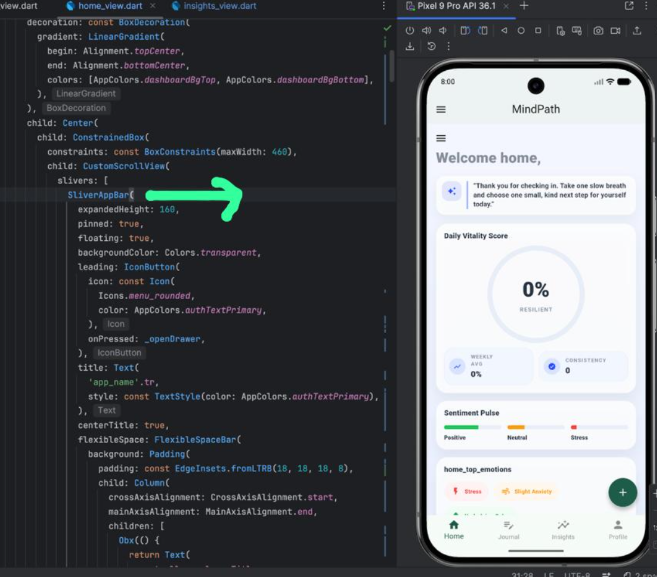 view.dart
home_view.dart
insights_view.dart
decoration: const BoxDecoration(
gradient: LinearGradient(
begin: Alignment.topCenter,
end: Alignment.bottomCenter,
colors: [AppColors.dashboardBgTop, AppColors.dashboardBgBottom],
), LinearGradient
), BoxDecoration
child: Center(
child: ConstrainedBox(
constraints: const BoxConstraints(maxWidth: 460),
child: CustomScrollView(
slivers: [
SliverAppBar(
expandedHeight: 160,
pinned: true,
floating: true,
backgroundColor: Colors.transparent,
leading: IconButton(
icon: const Icon(
Icons.menu_rounded,
color: AppColors.authTextPrimary,
), Icon
onPressed: _openDrawer,
), IconButton
title: Text(
'app_name'.tr,
style: const TextStyle(color: AppColors.authTextPrimary),
), Text
centerTitle: true,
flexibleSpace: FlexibleSpaceBar(
background: Padding(
padding: const EdgeInsets.fromLTRB(18, 18, 18, 8),
child: Column(
crossAxisAlignment: CrossAxisAlignment.start,
mainAxisAlignment: MainAxisAlignment.end,
children: [
Obx(() {
return Text(
Pixel 9 Pro API 36.1
8:00
MindPath
Welcome home,
"Thank you for checking in. Take one slow breath
and choose one small, kind next step for yourself
today."
Daily Vitality Score
0%
RESILIENT
WEEKLY
AVG
0%
CONSISTENCY
0
Sentiment Pulse
Positive
Neutral
Stress
home_top_emotions
Stress
Slight Anxiety
Home
Journal
Insights
Profile
31:28 LF UTF-8